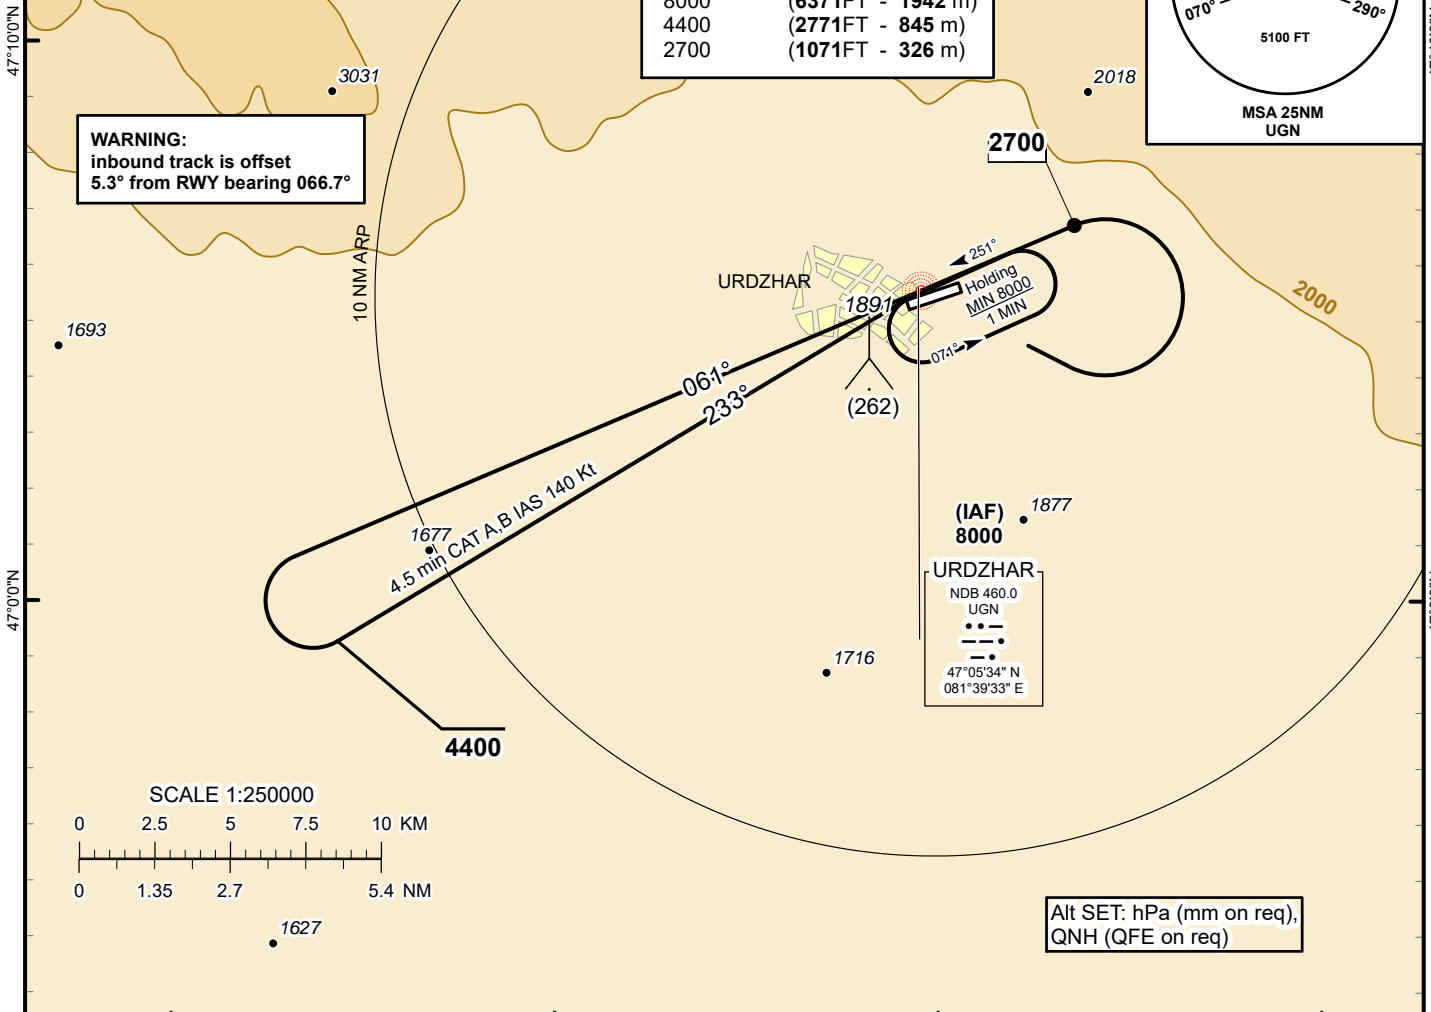 8000 (6371FT - 1942 m)
4400 (2771FT - 845 m)
2700 (1071FT - 326 m)
070°
290°
5100 FT
MSA 25NM
UGN
47°10'0"N
3031
2018
WARNING:
inbound track is offset
5.3° from RWY bearing 066.7°
2700
10 NM ARP
URDZHAR
251°
Holding
MIN 8000
1 MIN
071°
2000
1891
1693
061°
233°
(262)
4.5 min CAT A,B IAS 140 Kt
1677
(IAF)
8000
1877
URDZHAR
NDB 460.0
UGN
47°05'34" N
081°39'33" E
47°0'0"N
1716
4400
SCALE 1:250000
0 2.5 5 7.5 10 KM
0 1.35 2.7 5.4 NM
1627
Alt SET: hPa (mm on req),
QNH (QFE on req)